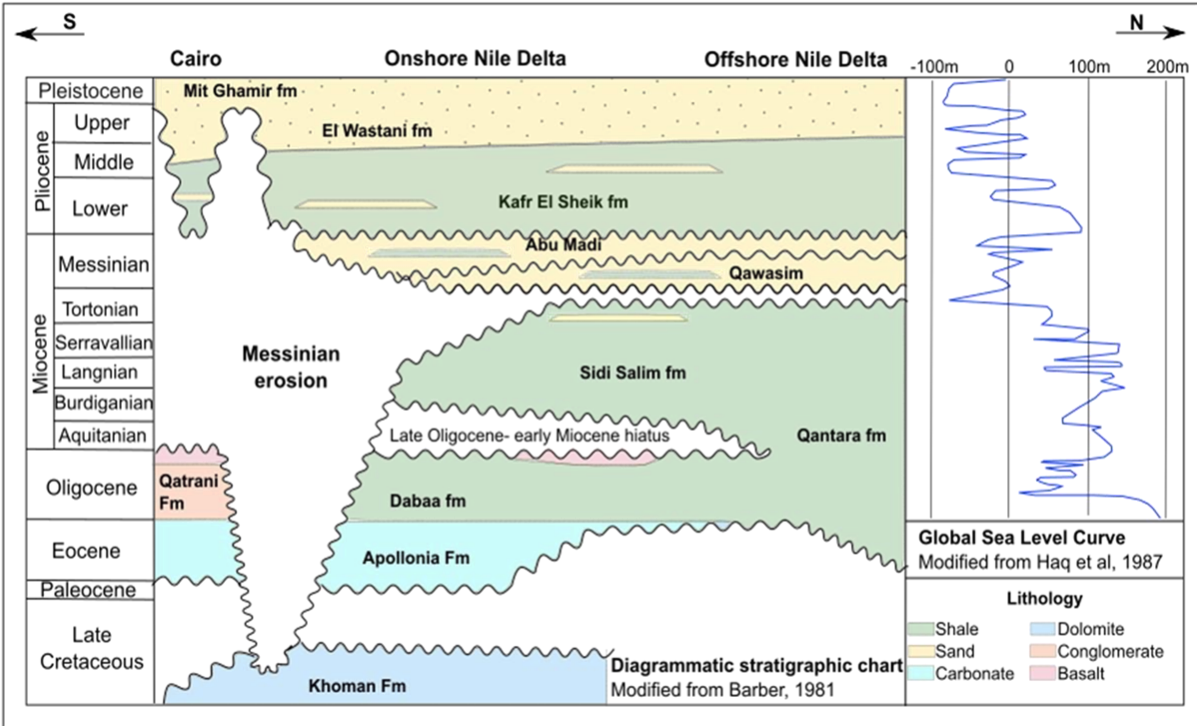 S
N
Cairo
Onshore Nile Delta
Offshore Nile Delta
-100m
0
100m
200m
Pleistocene
Mit Ghamir fm
Pliocene
Upper
El Wastani fm
Middle
Lower
Kafr El Sheik fm
Miocene
Messinian
Abu Madi
Qawasim
Tortonian
Serravallian
Langnian
Burdiganian
Aquitanian
Messinian
erosion
Sidi Salim fm
Late Oligocene- early Miocene hiatus
Qantara fm
Oligocene
Qatrani
Fm
Dabaa fm
Eocene
Apollonia Fm
Paleocene
Late
Cretaceous
Khoman Fm
Diagrammatic stratigraphic chart
Modified from Barber, 1981
Global Sea Level Curve
Modified from Haq et al, 1987
Lithology
Shale
Dolomite
Sand
Conglomerate
Carbonate
Basalt